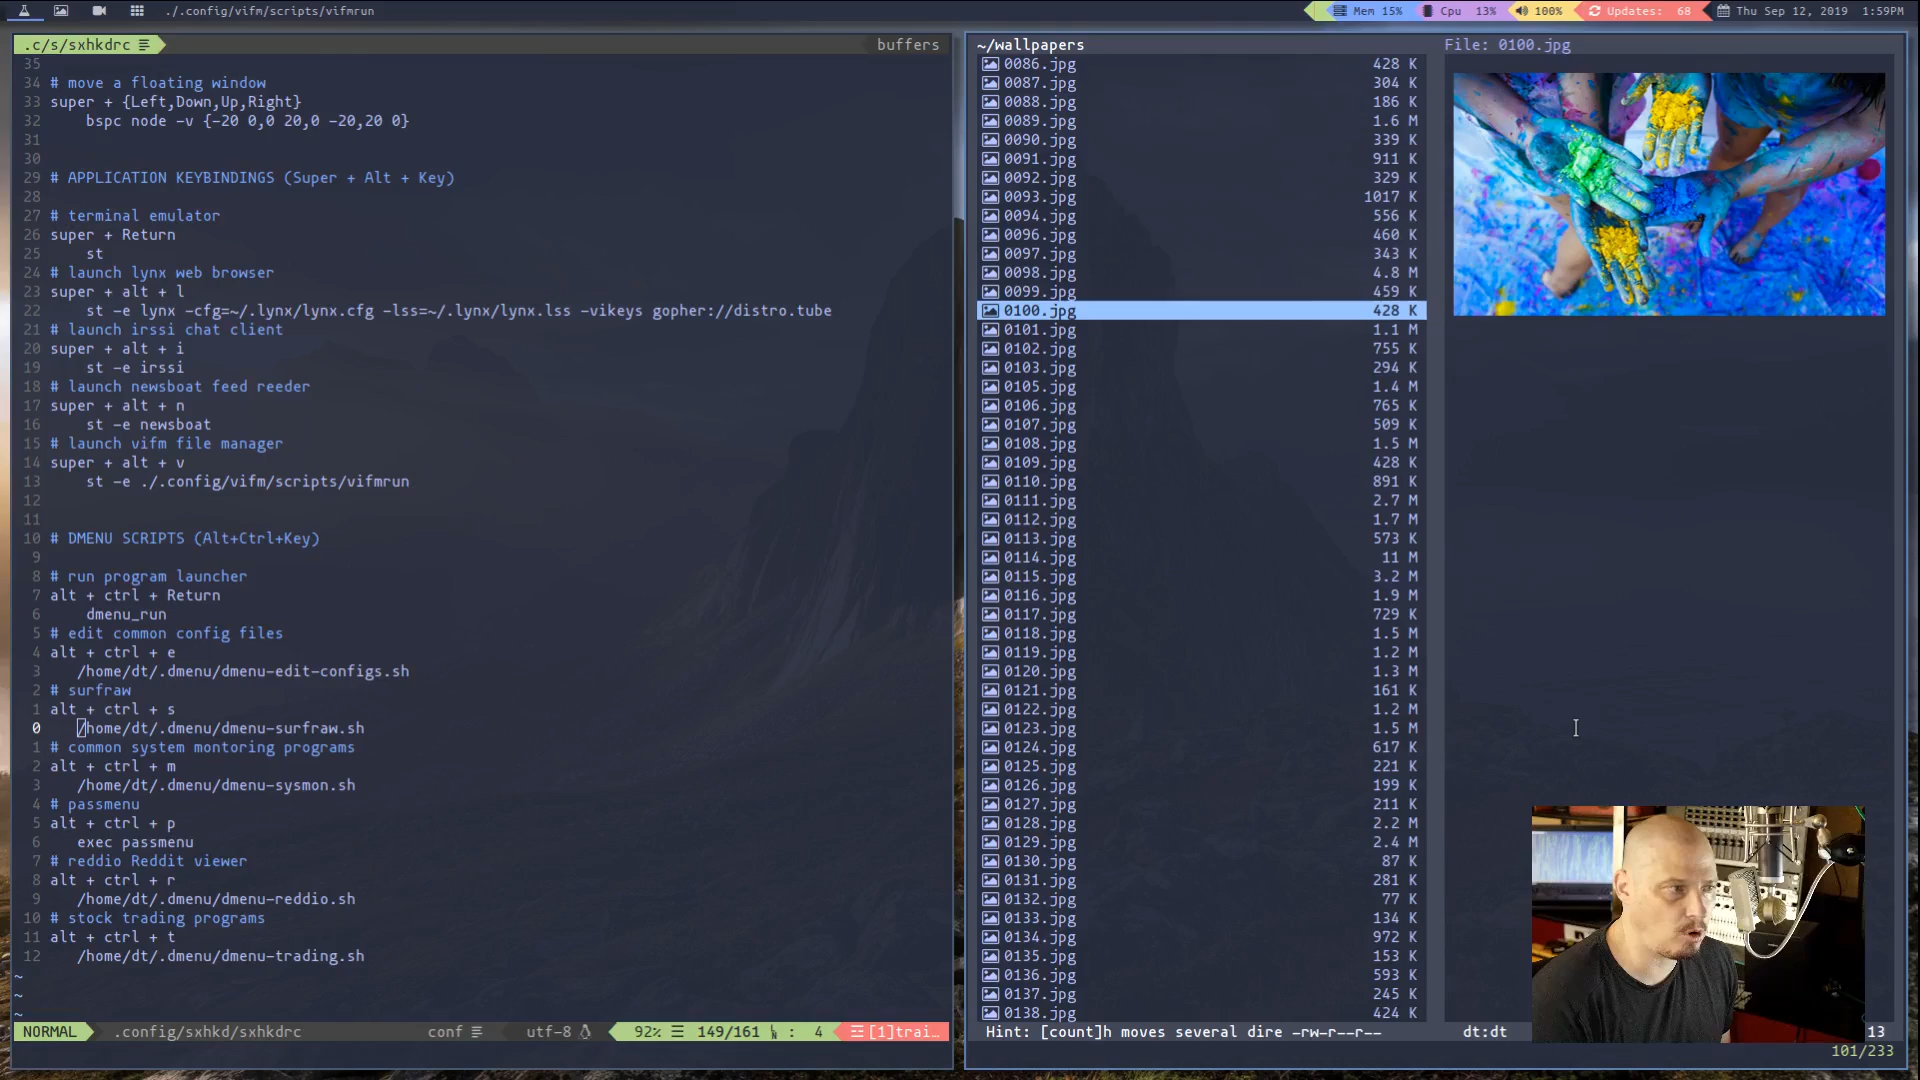 ./.config/vifm/scripts/vifmrun
Mem 15%
Cpu 13%
100%
Updates: 68
Thu Sep 12, 2019
1:59PM
.c/s/sxhkdrc
buffers
35
34 # move a floating window
33 super + {Left,Down,Up,Right}
32 bspc node -v {-20 0,0 20,0 -20,20 0}
31
30
29 # APPLICATION KEYBINDINGS (Super + Alt + Key)
28
27 # terminal emulator
26 super + Return
25 st
24 # launch lynx web browser
23 super + alt + l
22 st -e lynx -cfg=~/.lynx/lynx.cfg -lss=~/.lynx/lynx.lss -vikeys gopher://distro.tube
21 # launch irssi chat client
20 super + alt + i
19 st -e irssi
18 # launch newsboat feed reeder
17 super + alt + n
16 st -e newsboat
15 # launch vifm file manager
14 super + alt + v
13 st -e ./.config/vifm/scripts/vifmrun
12
11
10 # DMENU SCRIPTS (Alt+Ctrl+Key)
9
8 # run program launcher
7 alt + ctrl + Return
6 dmenu_run
5 # edit common config files
4 alt + ctrl + e
3 /home/dt/.dmenu/dmenu-edit-configs.sh
2 # surfraw
1 alt + ctrl + s
0 /home/dt/.dmenu/dmenu-surfraw.sh
1 # common system montoring programs
2 alt + ctrl + m
3 /home/dt/.dmenu/dmenu-sysmon.sh
4 # passmenu
5 alt + ctrl + p
6 exec passmenu
7 # reddio Reddit viewer
8 alt + ctrl + r
9 /home/dt/.dmenu/dmenu-reddio.sh
10 # stock trading programs
11 alt + ctrl + t
12 /home/dt/.dmenu/dmenu-trading.sh
~
~
~
NORMAL .config/sxhkd/sxhkdrc conf utf-8 92% 149/161 : 4 [1]trai…
~/wallpapers
0086.jpg 428 K
0087.jpg 304 K
0088.jpg 186 K
0089.jpg 1.6 M
0090.jpg 339 K
0091.jpg 911 K
0092.jpg 329 K
0093.jpg 1017 K
0094.jpg 556 K
0096.jpg 460 K
0097.jpg 343 K
0098.jpg 4.8 M
0099.jpg 459 K
0100.jpg 428 K
0101.jpg 1.1 M
0102.jpg 755 K
0103.jpg 294 K
0105.jpg 1.4 M
0106.jpg 765 K
0107.jpg 509 K
0108.jpg 1.5 M
0109.jpg 428 K
0110.jpg 891 K
0111.jpg 2.7 M
0112.jpg 1.7 M
0113.jpg 573 K
0114.jpg 11 M
0115.jpg 3.2 M
0116.jpg 1.9 M
0117.jpg 729 K
0118.jpg 1.5 M
0119.jpg 1.2 M
0120.jpg 1.3 M
0121.jpg 161 K
0122.jpg 1.2 M
0123.jpg 1.5 M
0124.jpg 617 K
0125.jpg 221 K
0126.jpg 199 K
0127.jpg 211 K
0128.jpg 2.2 M
0129.jpg 2.4 M
0130.jpg 87 K
0131.jpg 281 K
0132.jpg 77 K
0133.jpg 134 K
0134.jpg 972 K
0135.jpg 153 K
0136.jpg 593 K
0137.jpg 245 K
0138.jpg 424 K
File: 0100.jpg
Hint: [count]h moves several dire -rw-r--r-- dt:dt 13
101/233